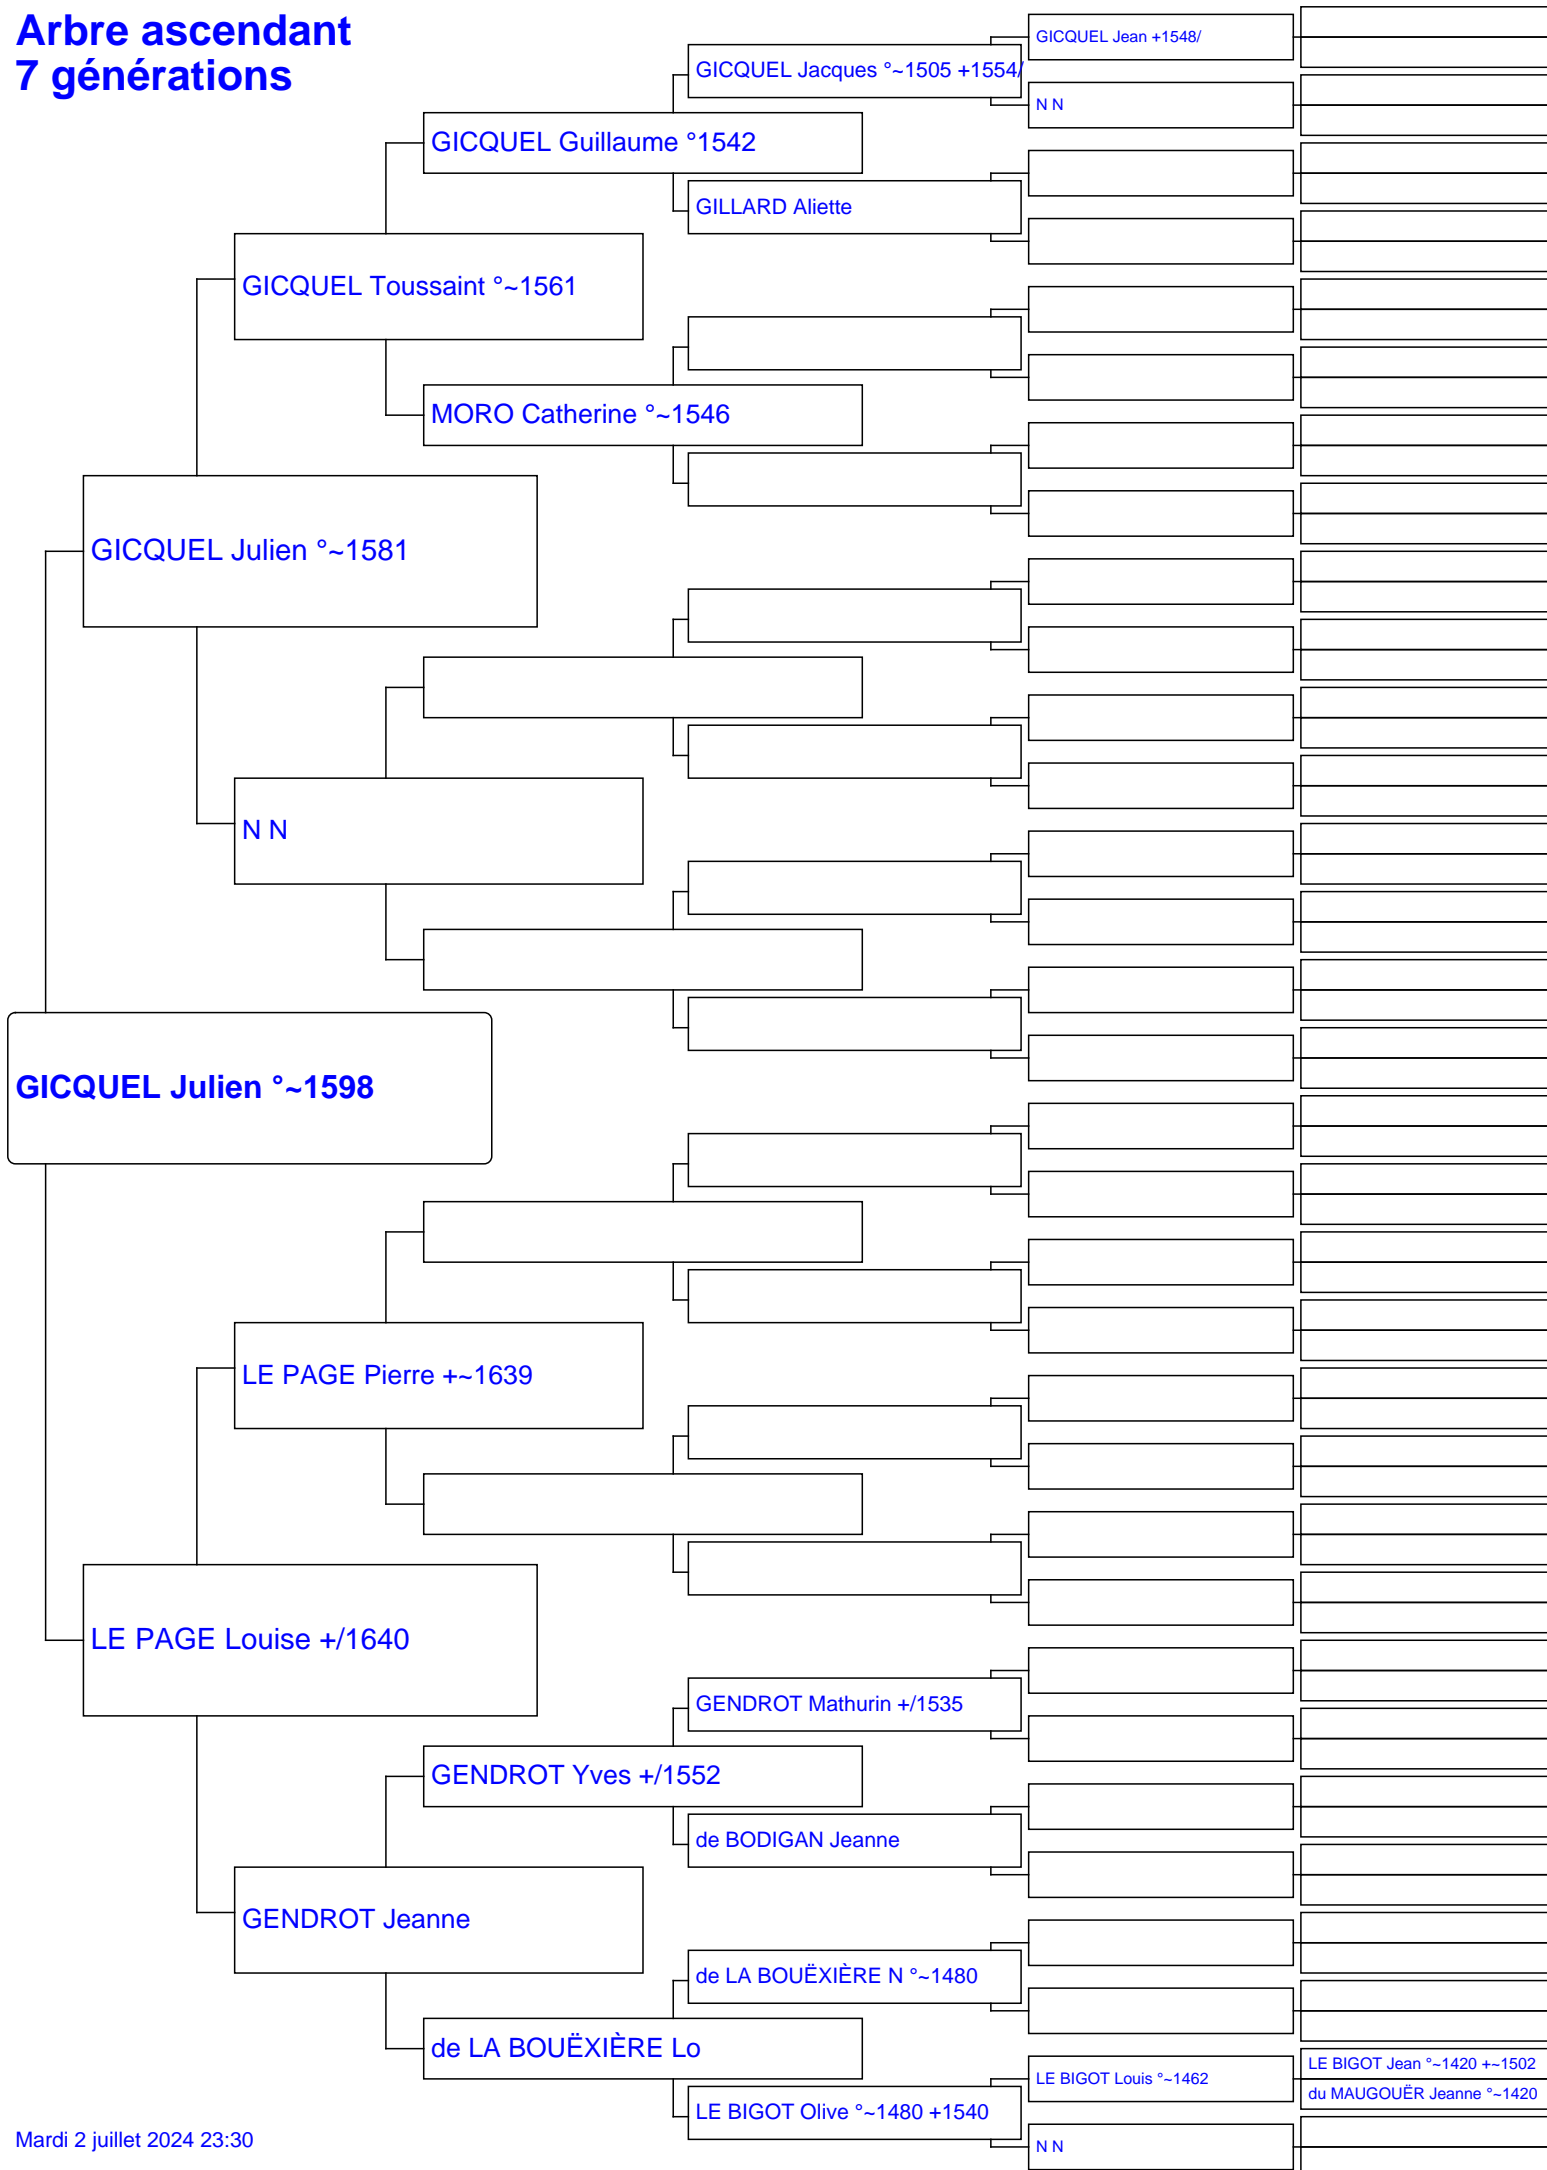 Arbre ascendant
7 générations
GICQUEL Jean +1548/
GICQUEL Jacques °~1505 +1554/
N N
GICQUEL Guillaume °1542
GILLARD Aliette
GICQUEL Toussaint °~1561
MORO Catherine °~1546
GICQUEL Julien °~1581
N N
GICQUEL Julien °~1598
LE PAGE Pierre +~1639
LE PAGE Louise +/1640
GENDROT Mathurin +/1535
GENDROT Yves +/1552
de BODIGAN Jeanne
GENDROT Jeanne
de LA BOUËXIÈRE N °~1480
de LA BOUËXIÈRE Lo
LE BIGOT Jean °~1420 +~1502
LE BIGOT Louis °~1462
du MAUGOUËR Jeanne °~1420
LE BIGOT Olive °~1480 +1540
N N
Mardi 2 juillet 2024 23:30